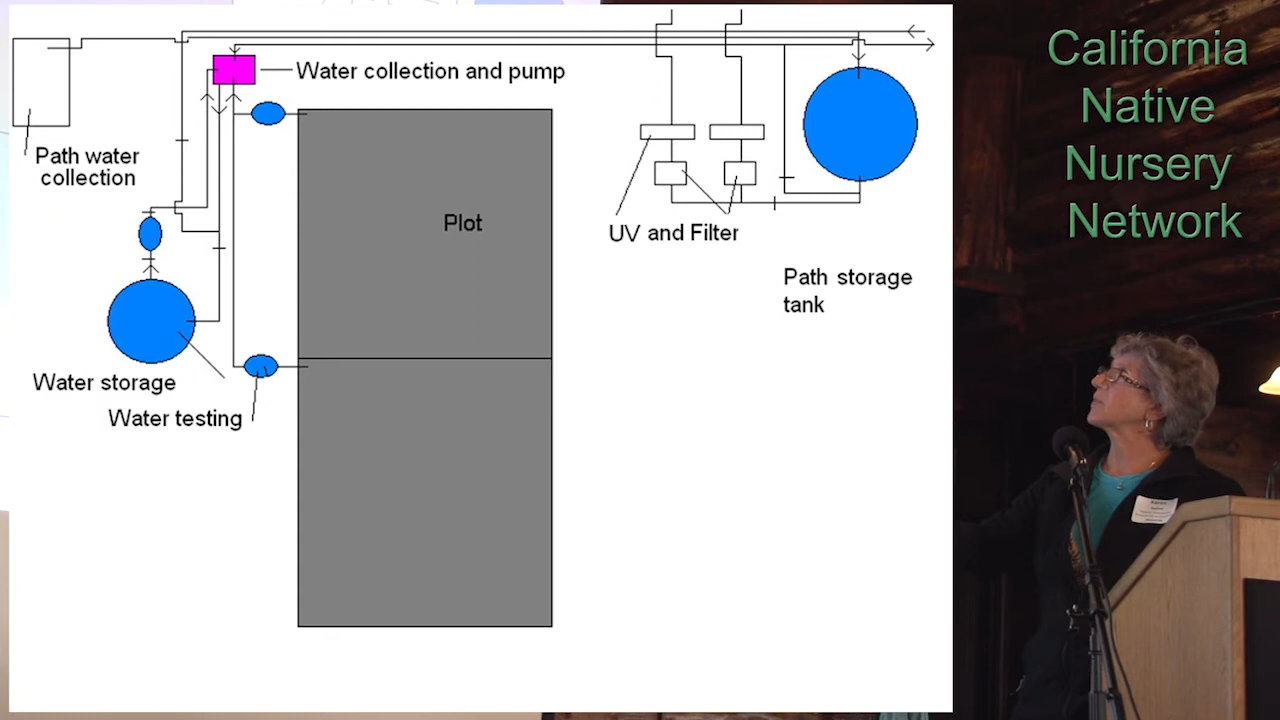 Water collection and pump
Path water
collection
Plot
UV and Filter
Path storage
tank
Water storage
Water testing
California
Native
Nursery
Network